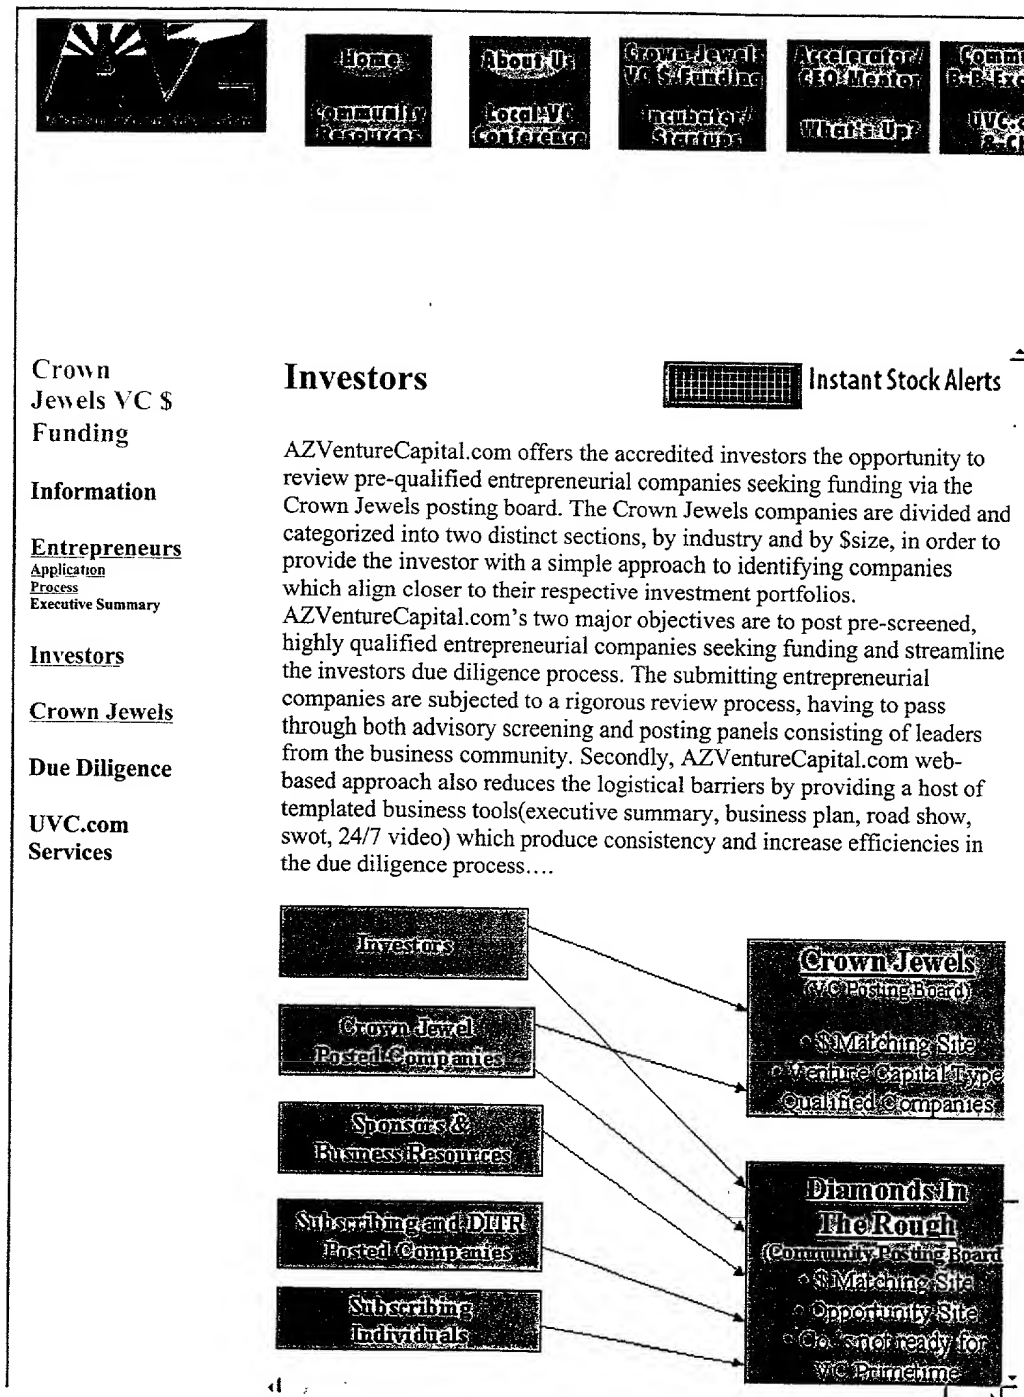 Home
Community
Resources
About Us
Local VC
Conference
Crown Jewels
VC $ Funding
Incubator/
Startups
Accelerator/
CEO Mentor
What's Up?
Investors
Instant Stock Alerts
Crown
Jewels VC $
Funding
Information
Entrepreneurs
Application
Process
Executive Summary
Investors
Crown Jewels
Due Diligence
UVC.com
Services
AZVentureCapital.com offers the accredited investors the opportunity to
review pre-qualified entrepreneurial companies seeking funding via the
Crown Jewels posting board. The Crown Jewels companies are divided and
categorized into two distinct sections, by industry and by $size, in order to
provide the investor with a simple approach to identifying companies
which align closer to their respective investment portfolios.
AZVentureCapital.com's two major objectives are to post pre-screened,
highly qualified entrepreneurial companies seeking funding and streamline
the investors due diligence process. The submitting entrepreneurial
companies are subjected to a rigorous review process, having to pass
through both advisory screening and posting panels consisting of leaders
from the business community. Secondly, AZVentureCapital.com web-
based approach also reduces the logistical barriers by providing a host of
templated business tools(executive summary, business plan, road show,
swot, 24/7 video) which produce consistency and increase efficiencies in
the due diligence process....
Investors
Crown Jewel
Posted Companies
Sponsors &
Business Resources
Subscribing and DITR
Posted Companies
Subscribing
Individuals
Crown Jewels
(VC Posting Board)
• $ Matching Site
• Venture Capital Type
Qualified Companies
Diamonds In
The Rough
(Community Posting Board
• $ Matching Site
• Opportunity Site
• Co.'s not ready for
VC Primetime